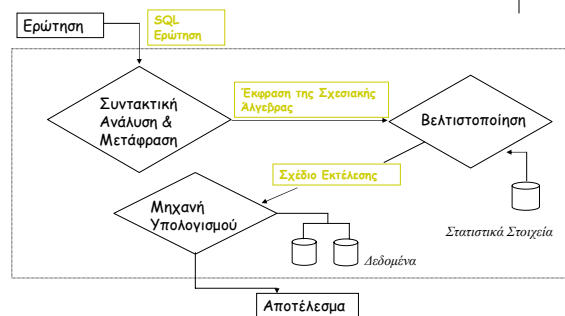 Ερώτηση
SQL
Ερώτηση
Συντακτική
Ανάλυση &
Μετάφραση
Έκφραση της Σχεσιακής
Άλγεβρας
Βελτιστοποίηση
Σχέδιο Εκτέλεσης
Μηχανή
Υπολογισμού
Στατιστικά Στοιχεία
Δεδομένα
Αποτέλεσμα